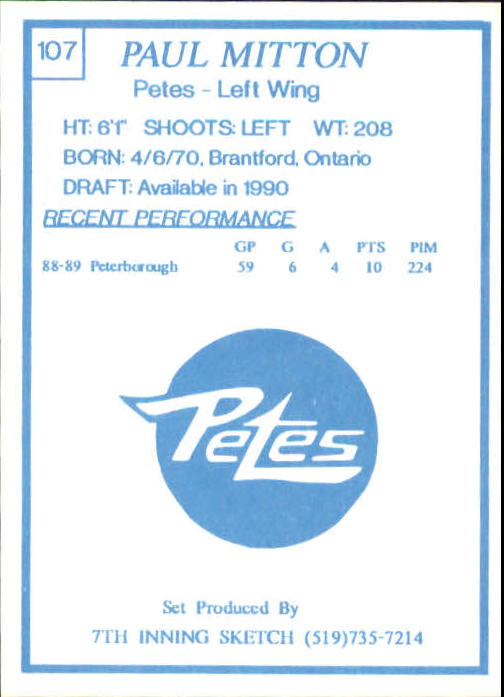 107
PAUL MITTON
Petes - Left Wing
HT: 6'1" SHOOTS: LEFT WT: 208
BORN: 4/6/70, Brantford, Ontario
DRAFT: Available in 1990
RECENT PERFORMANCE
GP G A PTS PIM
88-89 Peterborough 59 6 4 10 224
Petes
Set Produced By
7TH INNING SKETCH (519)735-7214